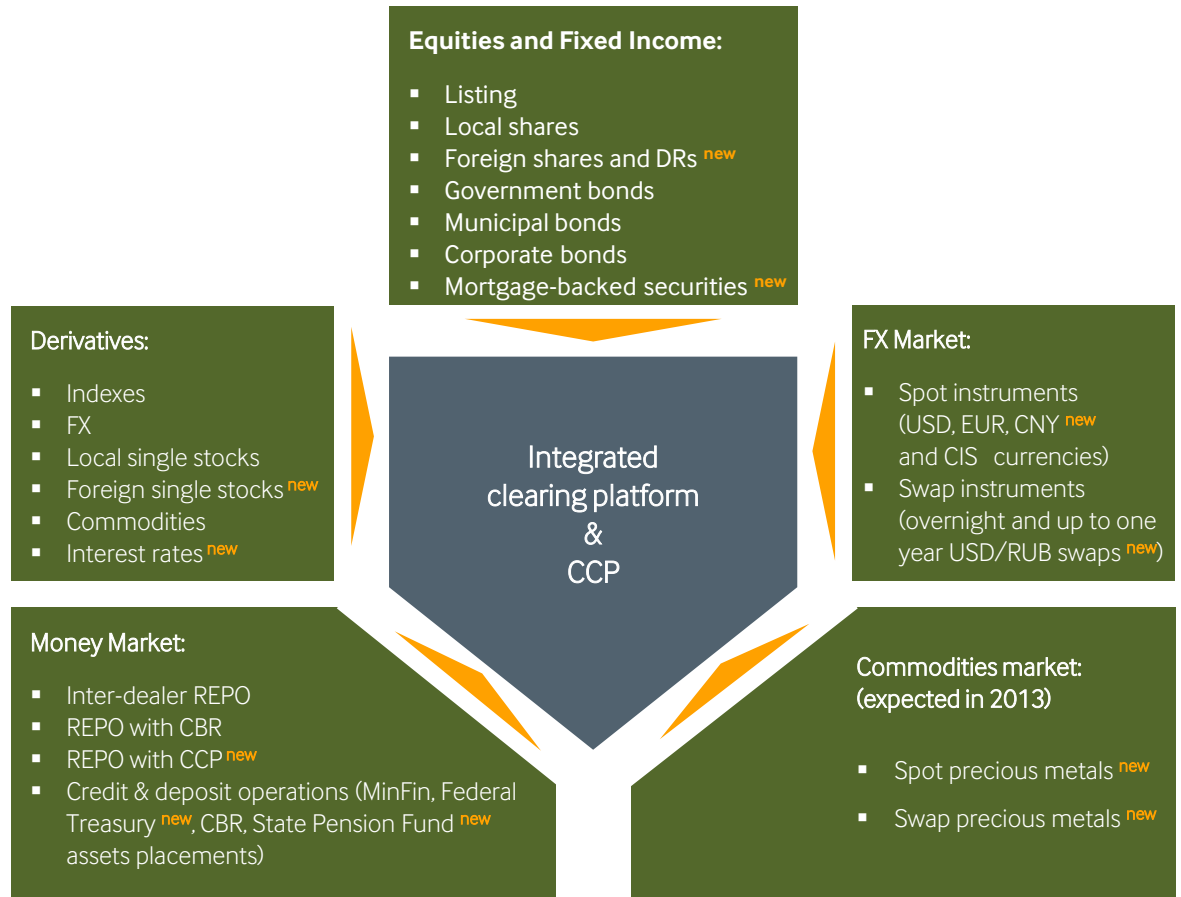 Equities and Fixed Income:
▪ Listing
▪ Local shares
▪ Foreign shares and DRs new
▪ Government bonds
▪ Municipal bonds
▪ Corporate bonds
▪ Mortgage-backed securities new
Derivatives:
▪ Indexes
▪ FX
▪ Local single stocks
▪ Foreign single stocks new
▪ Commodities
▪ Interest rates new
Integrated
clearing platform
&
CCP
FX Market:
▪ Spot instruments
(USD, EUR, CNY new
and CIS currencies)
▪ Swap instruments
(overnight and up to one
year USD/RUB swaps new)
Money Market:
▪ Inter-dealer REPO
▪ REPO with CBR
▪ REPO with CCP new
▪ Credit & deposit operations (MinFin, Federal
Treasury new, CBR, State Pension Fund new
assets placements)
Commodities market:
(expected in 2013)
▪ Spot precious metals new
▪ Swap precious metals new